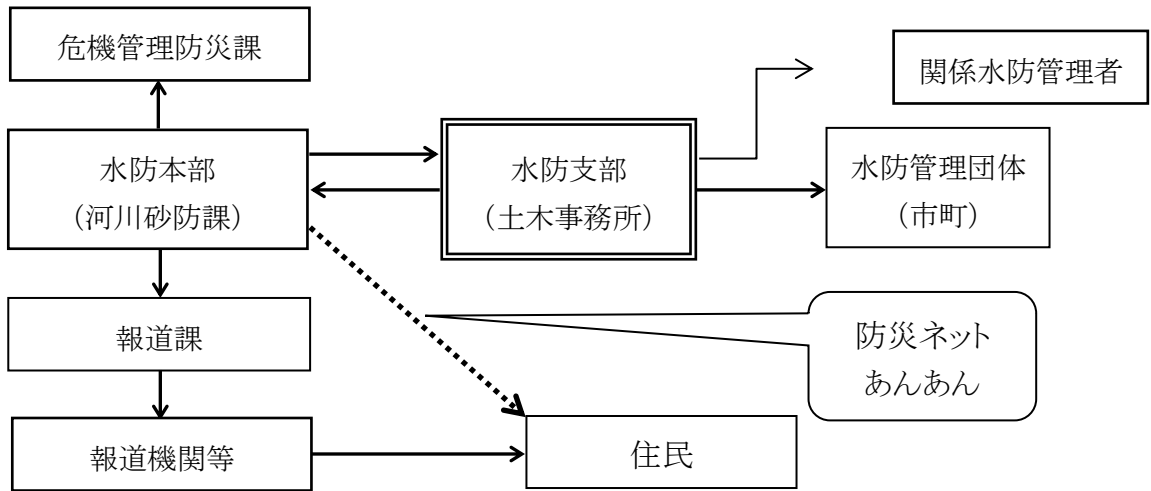 危機管理防災課
関係水防管理者
水防本部
（河川砂防課）
水防支部
（土木事務所）
水防管理団体
（市町）
報道課
防災ネット
あんあん
報道機関等
住民